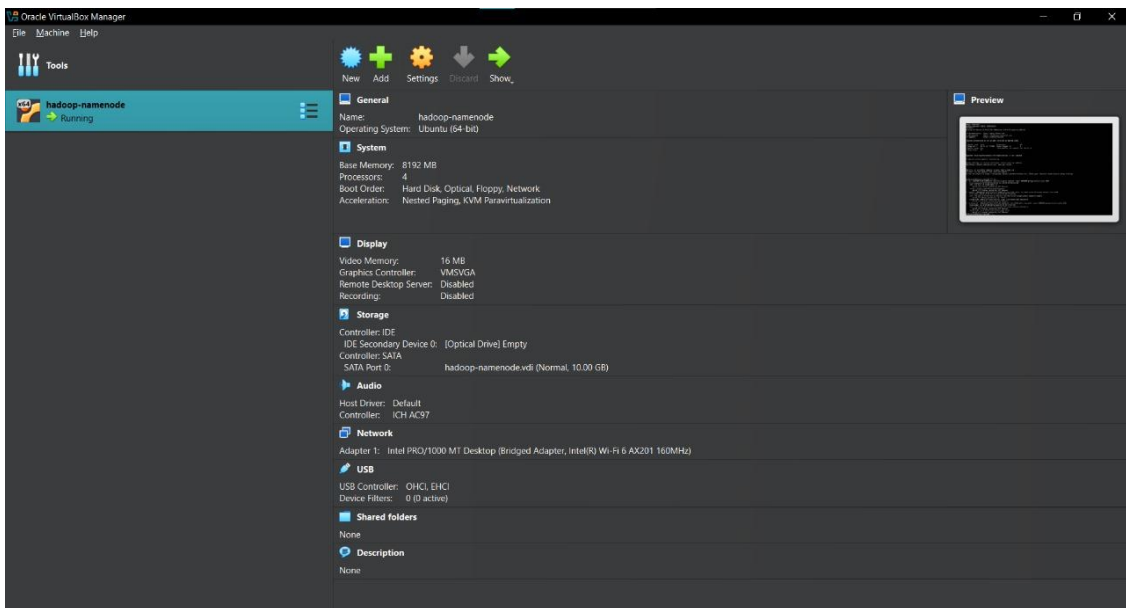 Oracle VirtualBox Manager
File Machine Help
Tools
New Add Settings Discard Show
hadoop-namenode
Running
General
Name: hadoop-namenode
Operating System: Ubuntu (64-bit)
System
Base Memory: 8192 MB
Processors: 4
Boot Order: Hard Disk, Optical, Floppy, Network
Acceleration: Nested Paging, KVM Paravirtualization
Preview
Display
Video Memory: 16 MB
Graphics Controller: VMSVGA
Remote Desktop Server: Disabled
Recording: Disabled
Storage
Controller: IDE
IDE Secondary Device 0: [Optical Drive] Empty
Controller: SATA
SATA Port 0: hadoop-namenode.vdi (Normal, 10.00 GB)
Audio
Host Driver: Default
Controller: ICH AC97
Network
Adapter 1: Intel PRO/1000 MT Desktop (Bridged Adapter, Intel(R) Wi-Fi 6 AX201 160MHz)
USB
USB Controller: OHCI, EHCI
Device Filters: 0 (0 active)
Shared folders
None
Description
None